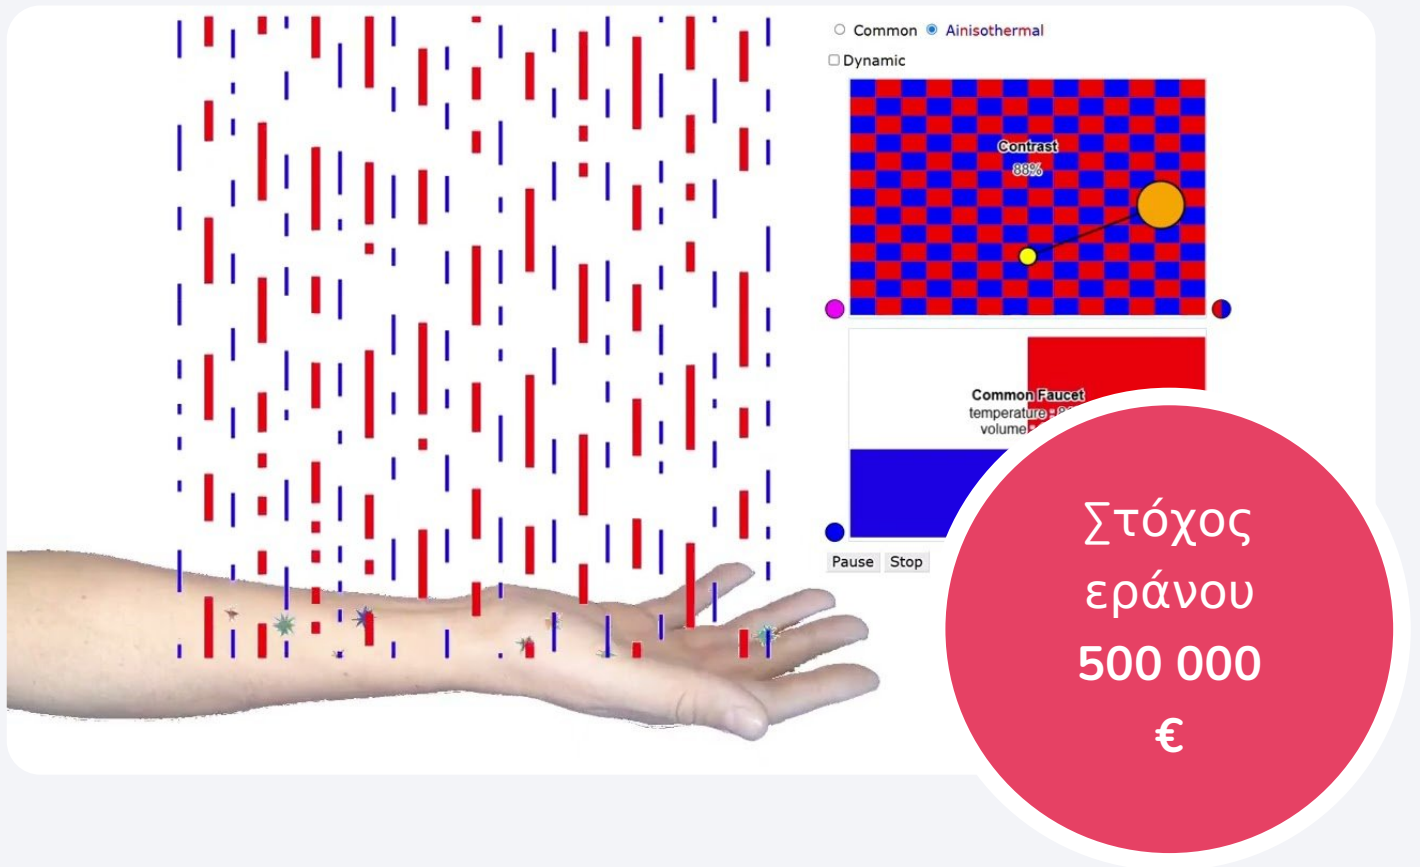 Common Ainisothermal
Dynamic
Contrast
88%
Common Faucet
temperature
volume
Pause Stop
Στόχος
εράνου
500 000
€